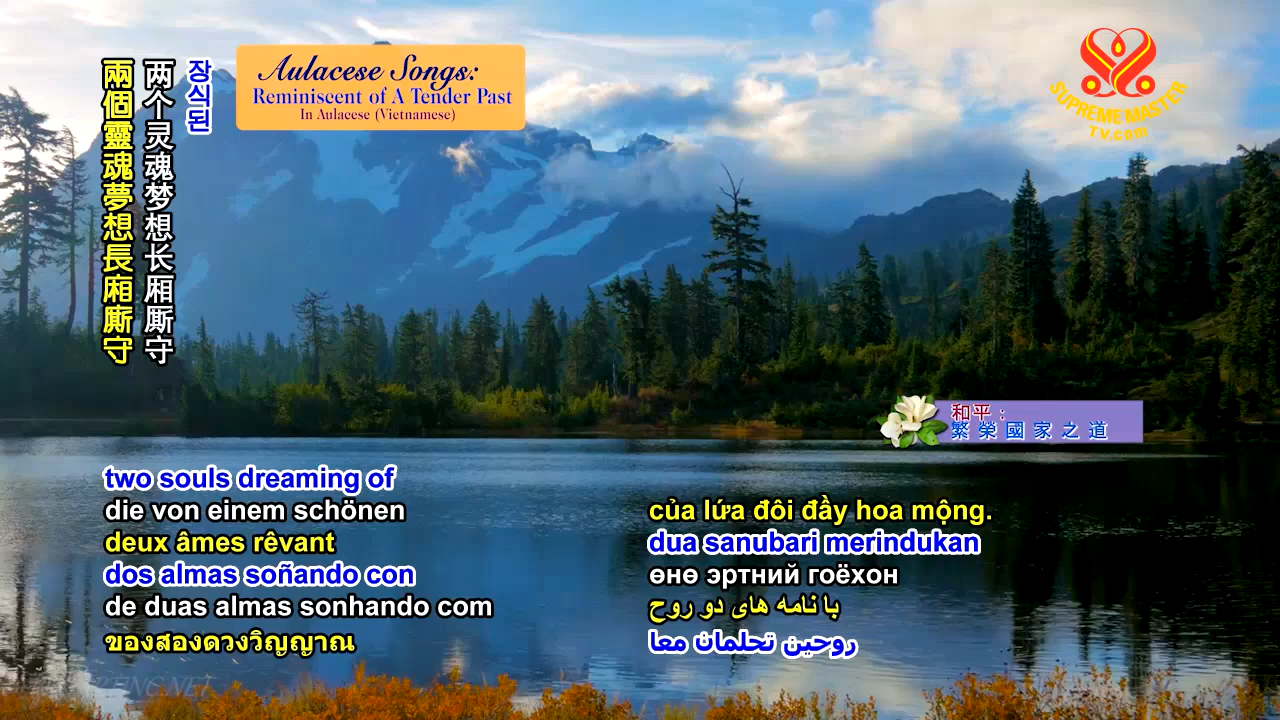 장식된
两个灵魂梦想长厢厮守
兩個靈魂夢想長廂厮守
Aulacese Songs:
Reminiscent of A Tender Past
In Aulacese (Vietnamese)
SUPREME MASTER
TV.com
和平：
繁榮國家之道
two souls dreaming of
die von einem schönen
deux âmes rêvant
dos almas soñando con
de duas almas sonhando com
ของสองดวงวิญญาณ
của lứa đôi đầy hoa mộng.
dua sanubari merindukan
өнө эртний гоёхон
با نامه های دو روح
روحين تحلمان معا